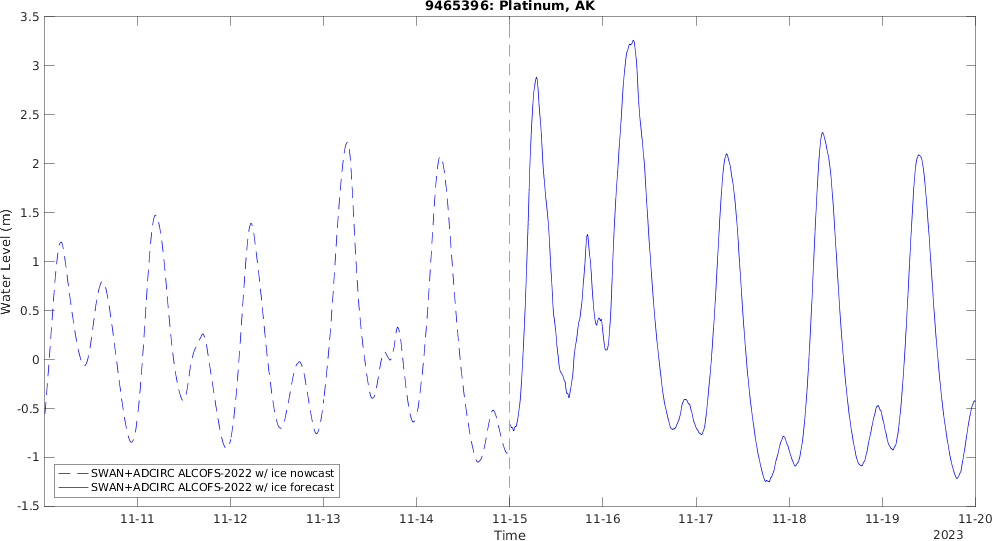 9465396: Platinum, AK
3.5
3
2.5
2
1.5
1
0.5
0
-0.5
-1
-1.5
Water Level (m)
SWAN+ADCIRC ALCOFS-2022 w/ ice nowcast
SWAN+ADCIRC ALCOFS-2022 w/ ice forecast
11-11 11-12 11-13 11-14 11-15 11-16 11-17 11-18 11-19 11-20
Time
2023